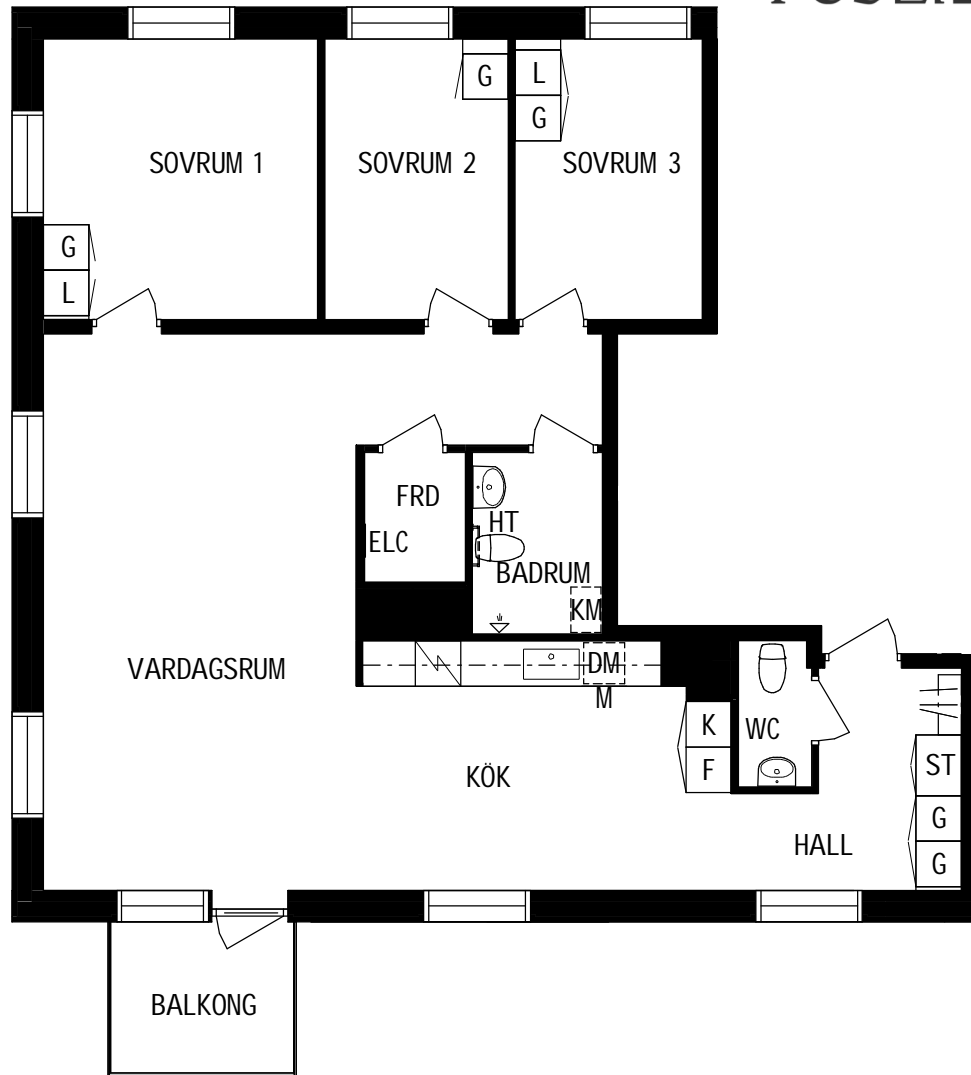 G
L
G
SOVRUM 1
SOVRUM 2
SOVRUM 3
G
L
FRD
HT
ELC
BADRUM
KM
VARDAGSRUM
DM
M
K
WC
F
KÖK
ST
G
HALL
G
BALKONG